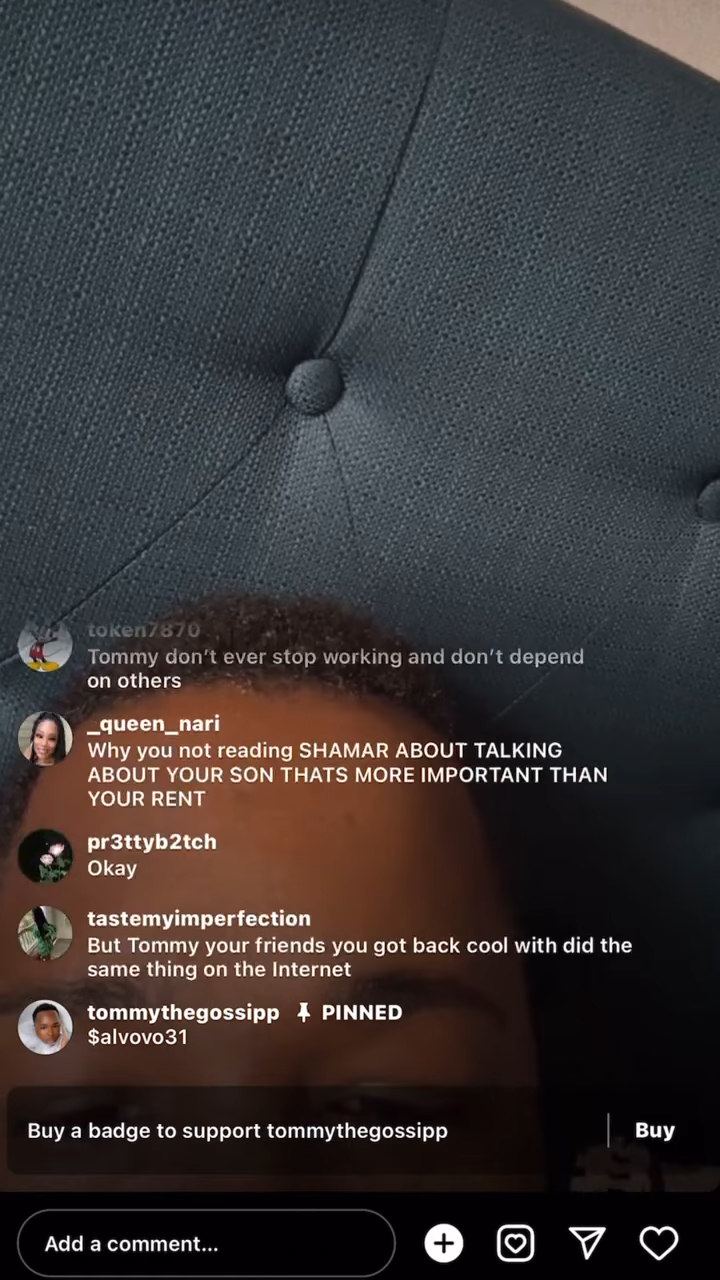 token7870
Tommy don't ever stop working and don't depend
on others
_queen_nari
Why you not reading SHAMAR ABOUT TALKING
ABOUT YOUR SON THATS MORE IMPORTANT THAN
YOUR RENT
pr3ttyb2tch
Okay
tastemyimperfection
But Tommy your friends you got back cool with did the
same thing on the Internet
tommythegossipp PINNED
$alvovo31
Buy a badge to support tommythegossipp Buy
Add a comment...